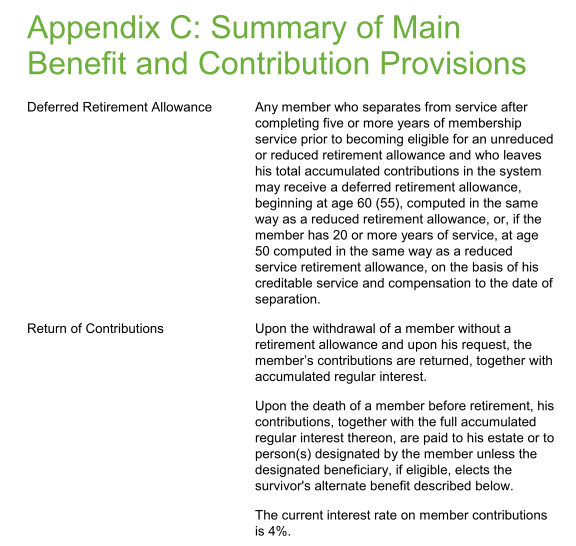 Appendix C: Summary of Main
Benefit and Contribution Provisions
Deferred Retirement Allowance
Any member who separates from service after
completing five or more years of membership
service prior to becoming eligible for an unreduced
or reduced retirement allowance and who leaves
his total accumulated contributions in the system
may receive a deferred retirement allowance,
beginning at age 60 (55), computed in the same
way as a reduced retirement allowance, or, if the
member has 20 or more years of service, at age
50 computed in the same way as a reduced
service retirement allowance, on the basis of his
creditable service and compensation to the date of
separation.
Return of Contributions
Upon the withdrawal of a member without a
retirement allowance and upon his request, the
member’s contributions are returned, together with
accumulated regular interest.
Upon the death of a member before retirement, his
contributions, together with the full accumulated
regular interest thereon, are paid to his estate or to
person(s) designated by the member unless the
designated beneficiary, if eligible, elects the
survivor's alternate benefit described below.
The current interest rate on member contributions
is 4%.